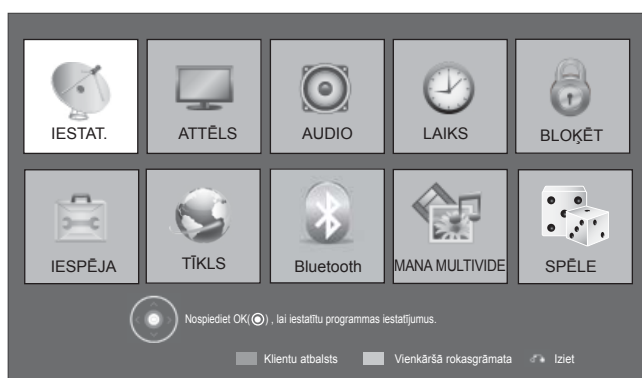 IESTAT. ATTĒLS AUDIO LAIKS BLOĶĒT
IESPĒJA TĪKLS Bluetooth MANA MULTIVIDE SPĒLE
Nospiediet OK(◉) , lai iestatītu programmas iestatījumus.
Klientu atbalsts Vienkāršā rokasgrāmata Iziet